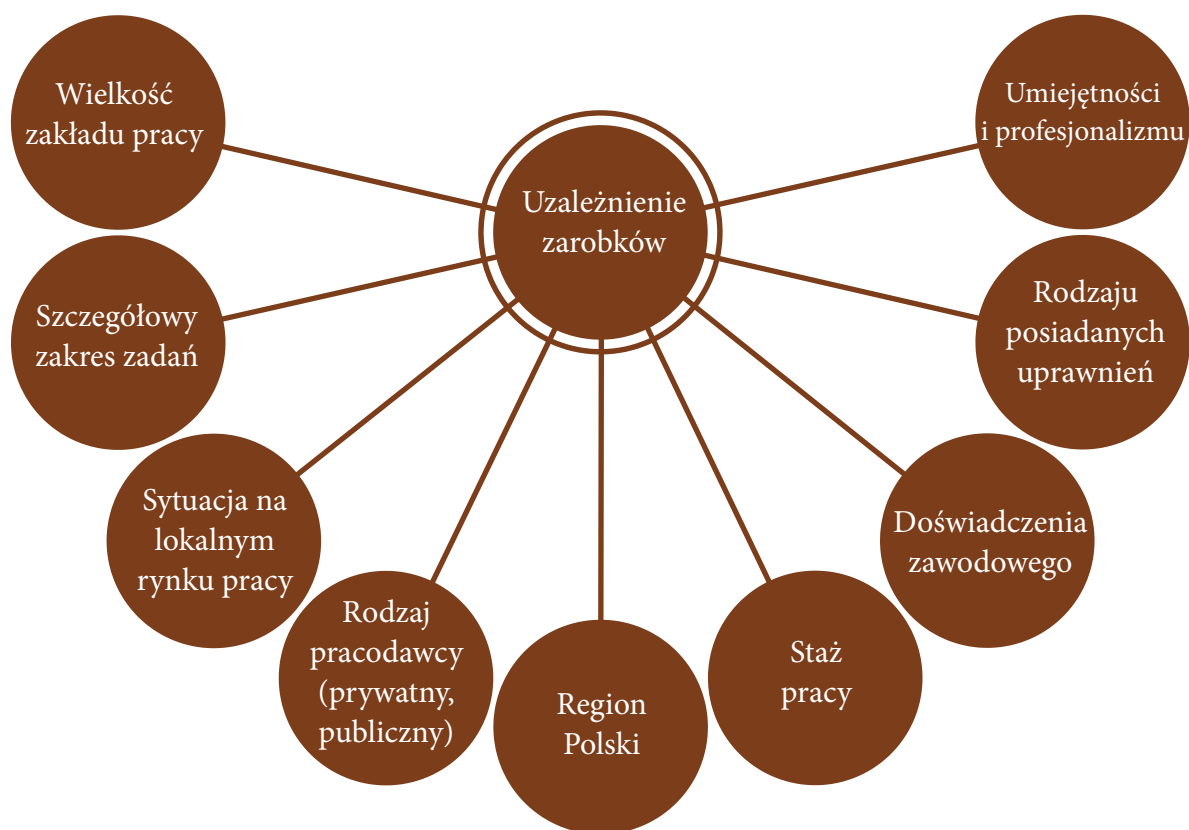 Wielkość
zakładu pracy
Umiejętności
i profesjonalizmu
Uzależnienie
zarobków
Szczegółowy
zakres zadań
Rodzaju
posiadanych
uprawnień
Sytuacja na
lokalnym
rynku pracy
Doświadczenia
zawodowego
Rodzaj
pracodawcy
(prywatny,
publiczny)
Region
Polski
Staż
pracy